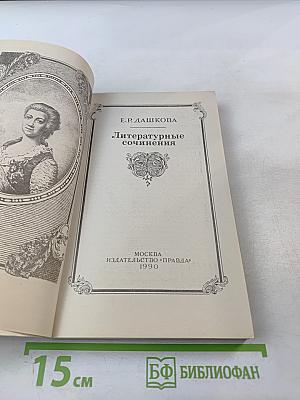 Е.Р. ДАШКОВА
Литературные
сочинения
МОСКВА
ИЗДАТЕЛЬСТВО «ПРАВДА»
1990
15 см
БФ БИБЛИОФАН